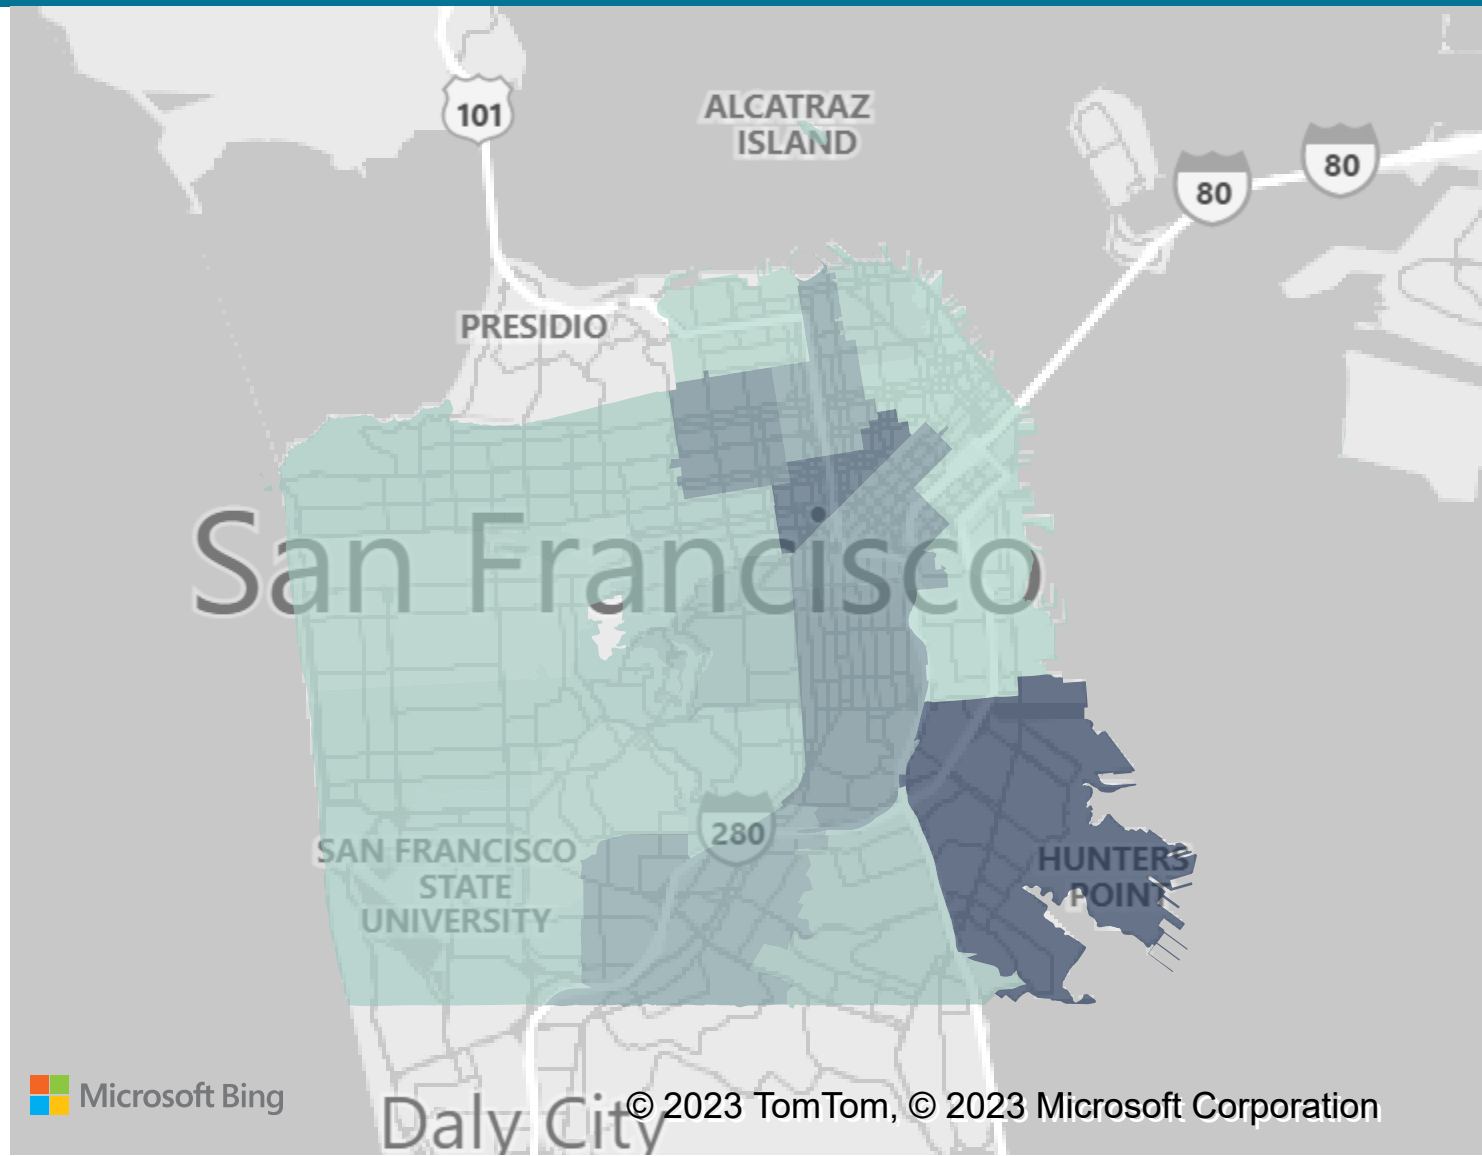 101
ALCATRAZ
ISLAND
80
80
PRESIDIO
San Francisco
280
SAN FRANCISCO
STATE
UNIVERSITY
HUNTERS
POINT
Microsoft Bing
Daly City
© 2023 TomTom, © 2023 Microsoft Corporation